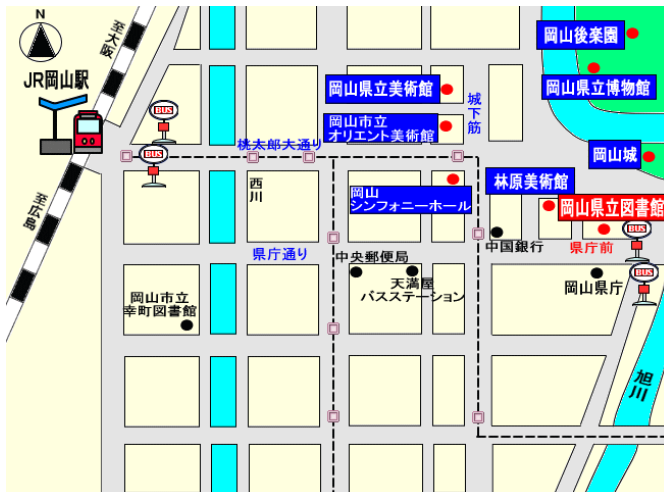 N
至大阪
JR岡山駅
至広島
BUS
BUS
桃太郎大通り
西川
県庁通り
岡山市立
幸町図書館
岡山県立美術館
岡山市立
オリエント美術館
城下筋
岡山
シンフォニーホール
中央郵便局
天満屋
バスステーション
岡山後楽園
岡山県立博物館
岡山城
林原美術館
岡山県立図書館
中国銀行
県庁前
BUS
BUS
岡山県庁
旭川